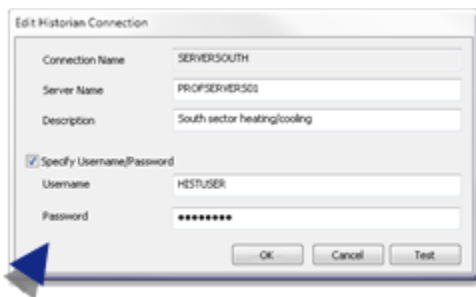 Edit Historian Connection
Connection Name SERVERSOUTH
Server Name PROFSERVERS01
Description South sector heating/cooling
Specify Username/Password
Username HISTUSER
Password ••••••••
OK Cancel Test